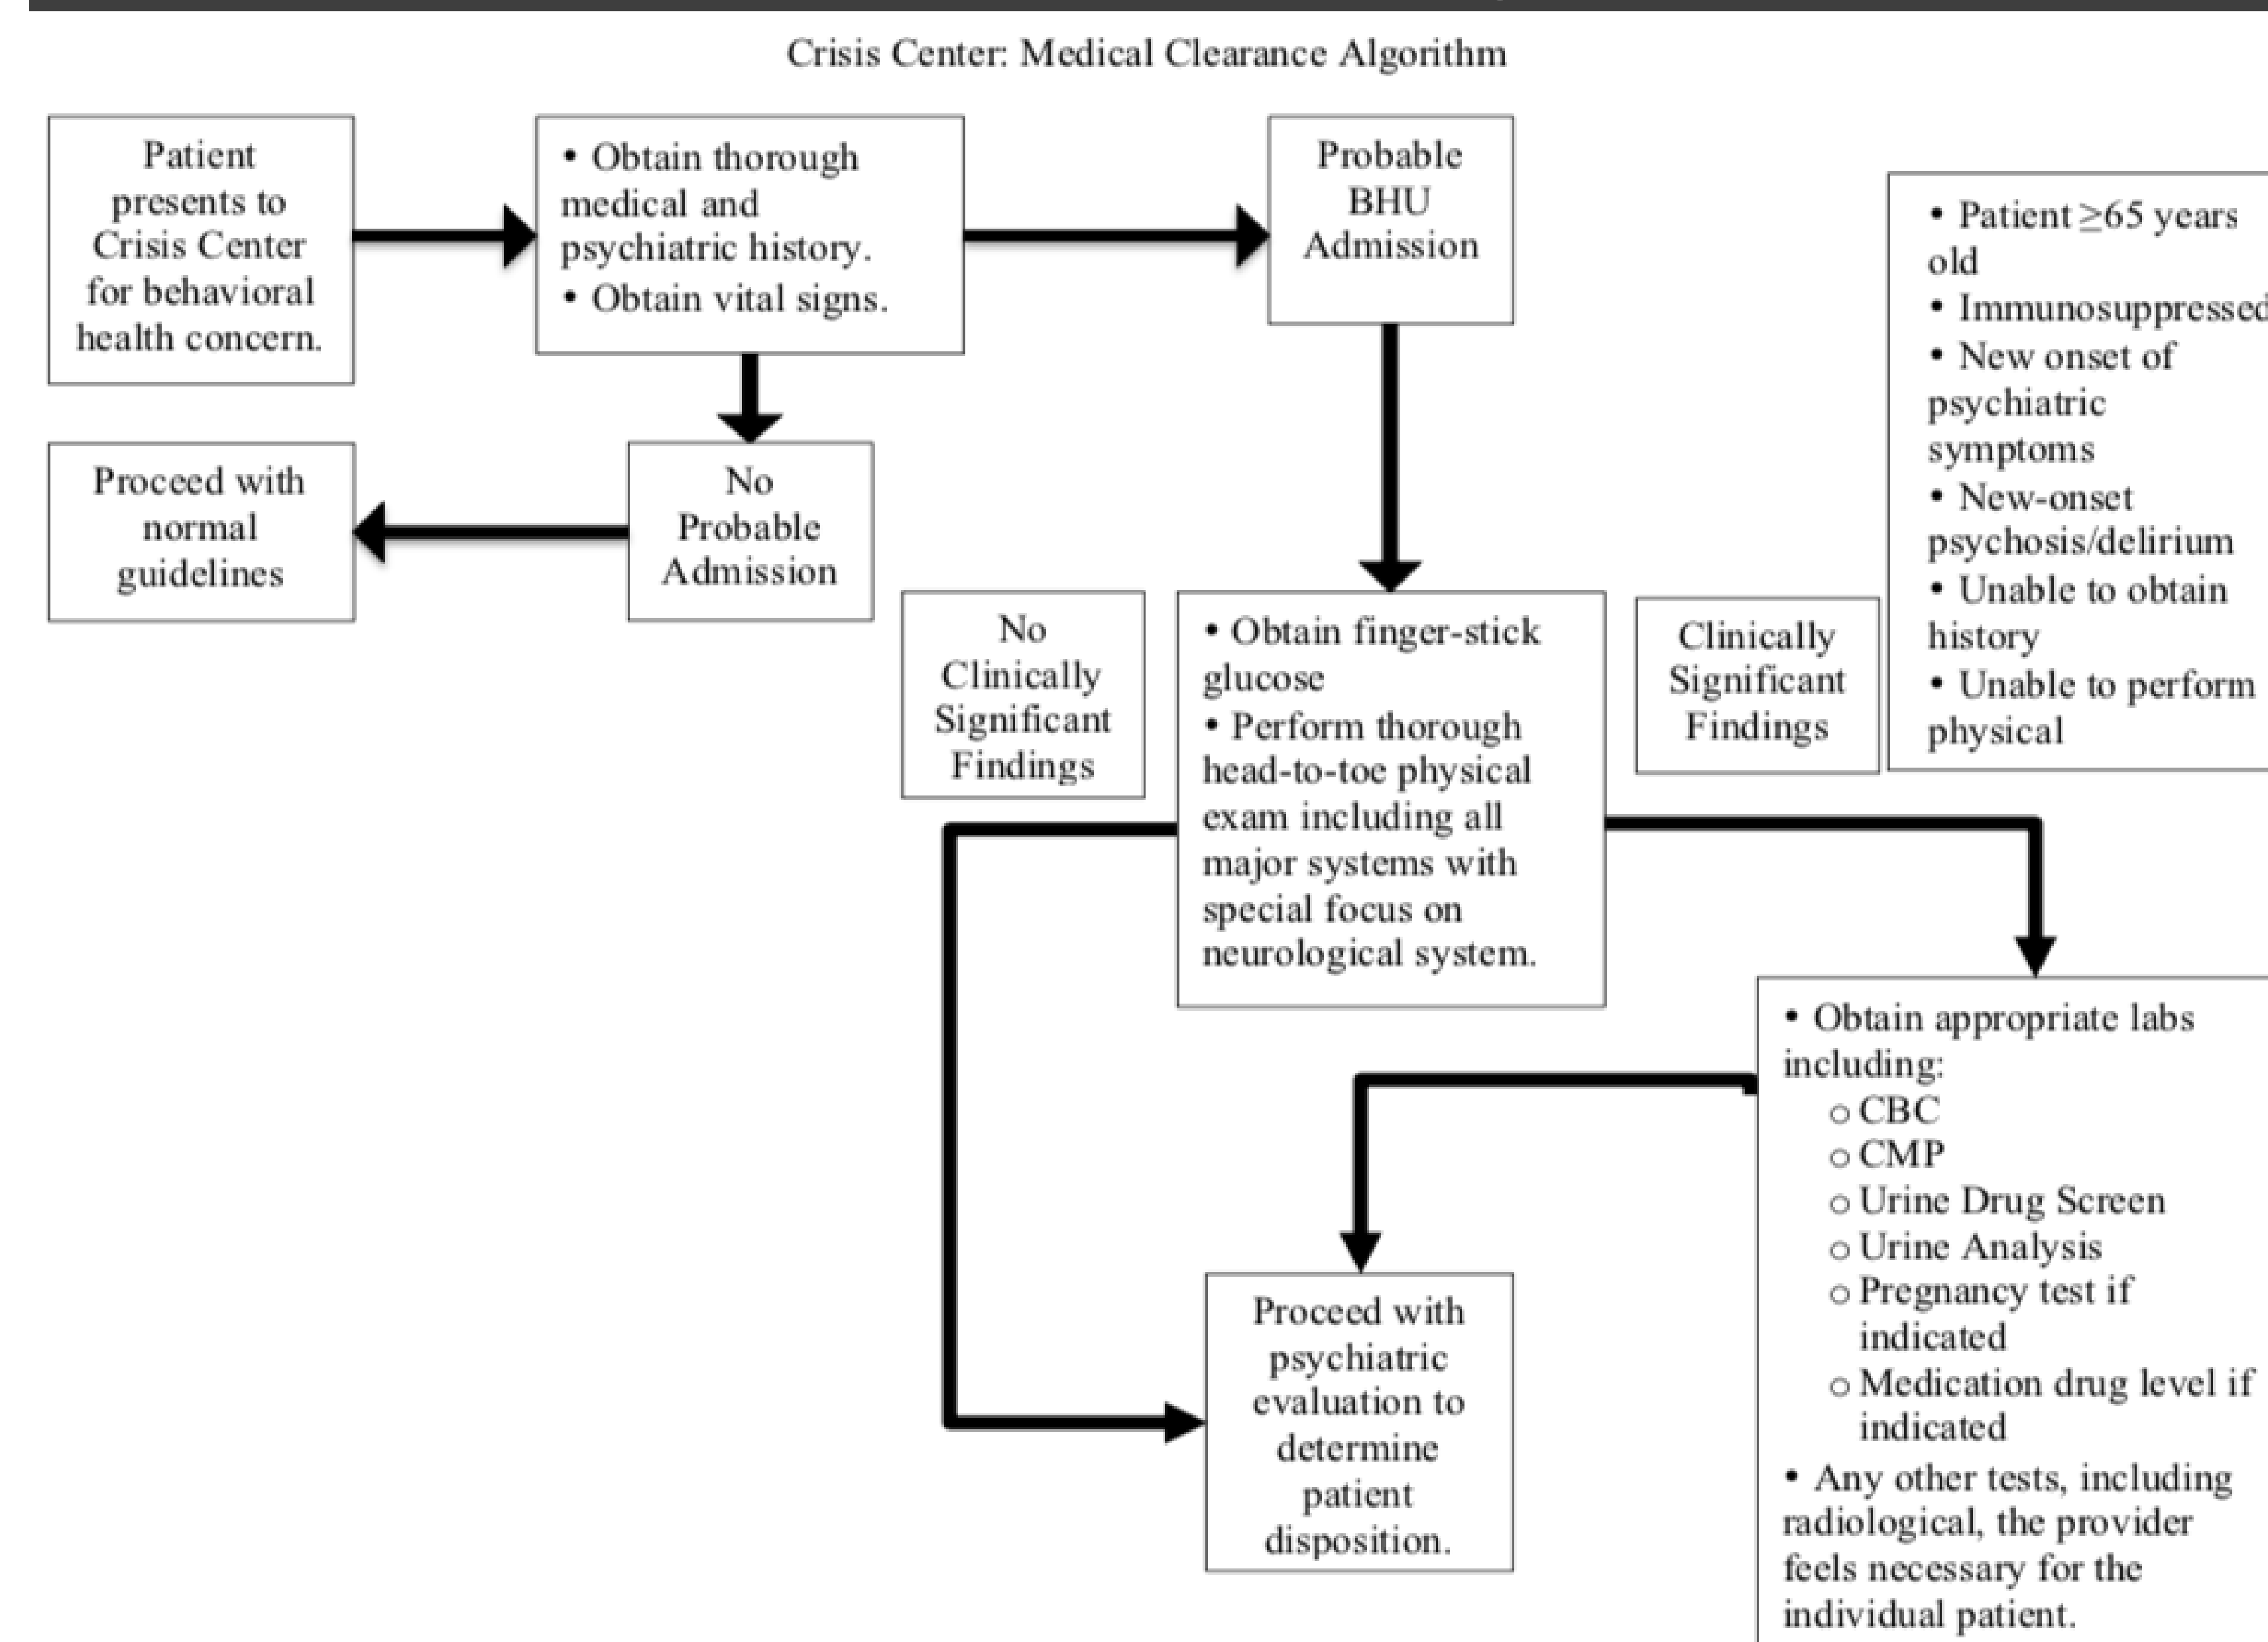 Crisis Center: Medical Clearance Algorithm
Patient
presents to
Crisis Center
for behavioral
health concern.
• Obtain thorough
medical and
psychiatric history.
• Obtain vital signs.
Probable
BHU
Admission
• Patient ≥65 years
old
• Immunosuppressed
• New onset of
psychiatric
symptoms
• New-onset
psychosis/delirium
• Unable to obtain
history
• Unable to perform
physical
Proceed with
normal
guidelines
No
Probable
Admission
No
Clinically
Significant
Findings
• Obtain finger-stick
glucose
• Perform thorough
head-to-toe physical
exam including all
major systems with
special focus on
neurological system.
Clinically
Significant
Findings
• Obtain appropriate labs
including:
○ CBC
○ CMP
○ Urine Drug Screen
○ Urine Analysis
○ Pregnancy test if
indicated
○ Medication drug level if
indicated
• Any other tests, including
radiological, the provider
feels necessary for the
individual patient.
Proceed with
psychiatric
evaluation to
determine
patient
disposition.